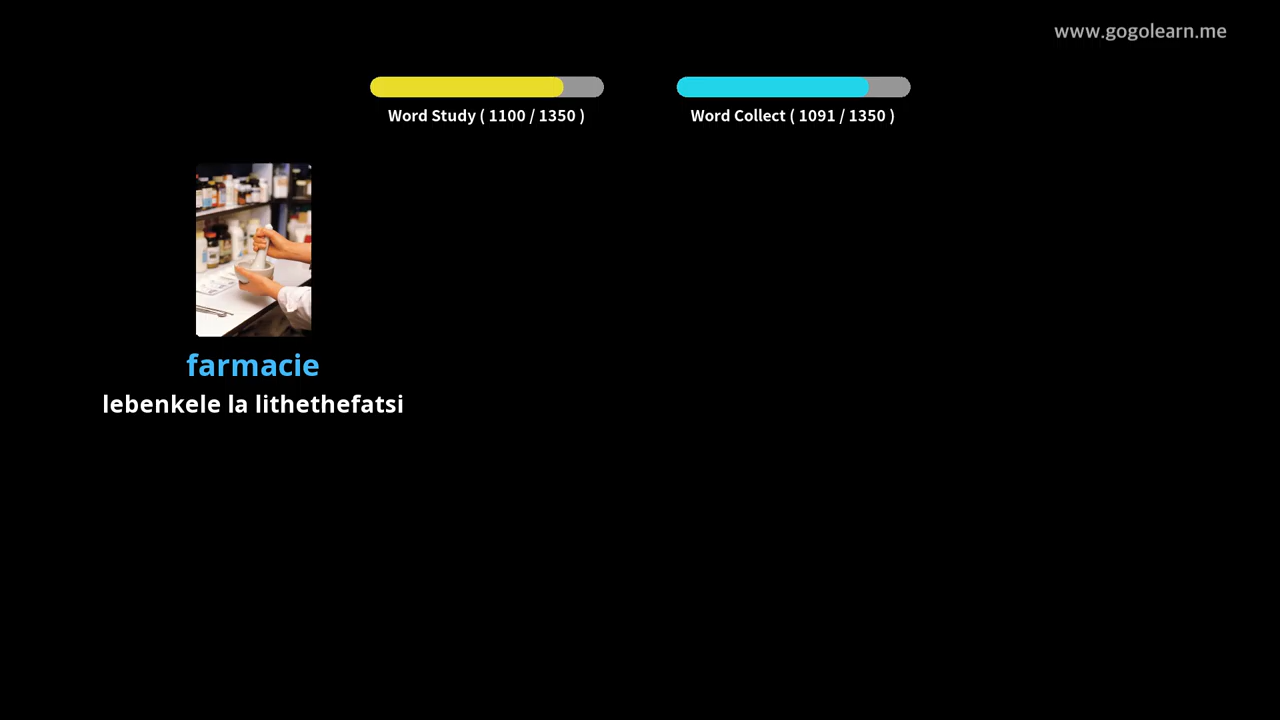 www.gogolearn.me
Word Study ( 1100 / 1350 )
Word Collect ( 1091 / 1350 )
farmacie
lebenkele la lithethefatsi